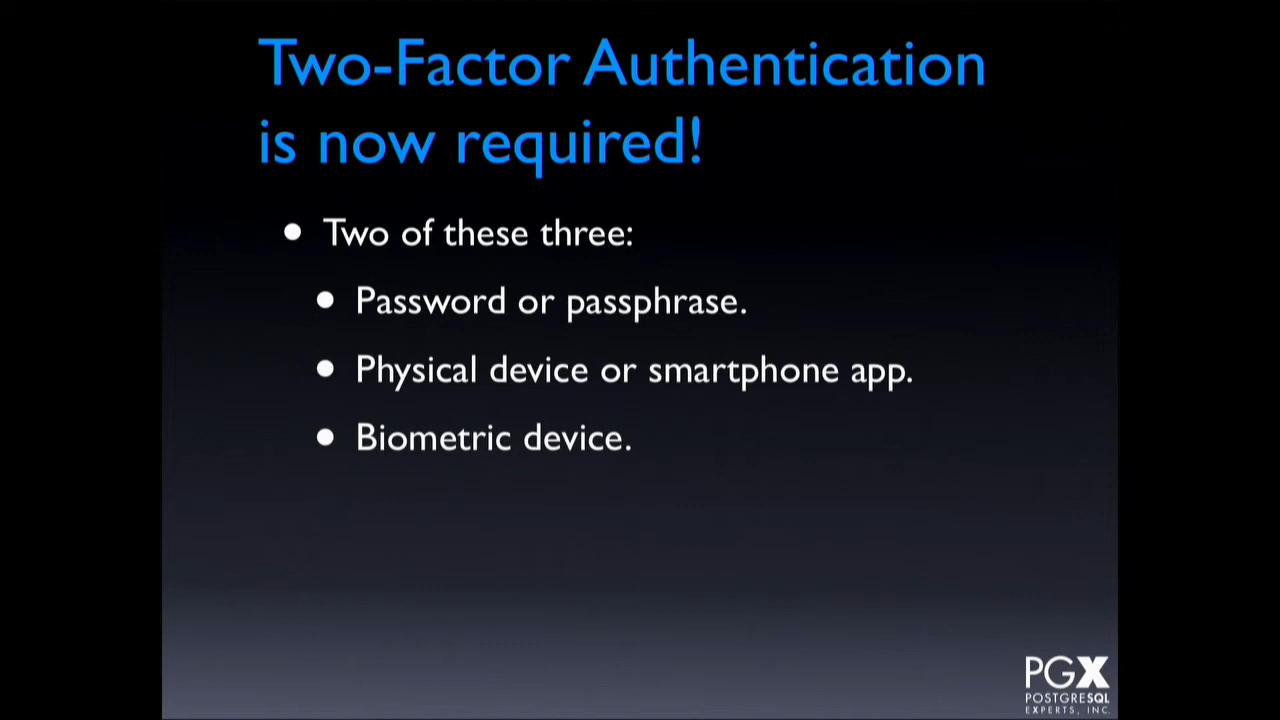 Two-Factor Authentication
is now required!
• Two of these three:
• Password or passphrase.
• Physical device or smartphone app.
• Biometric device.
PGX
POSTGRESQL
EXPERTS, INC.